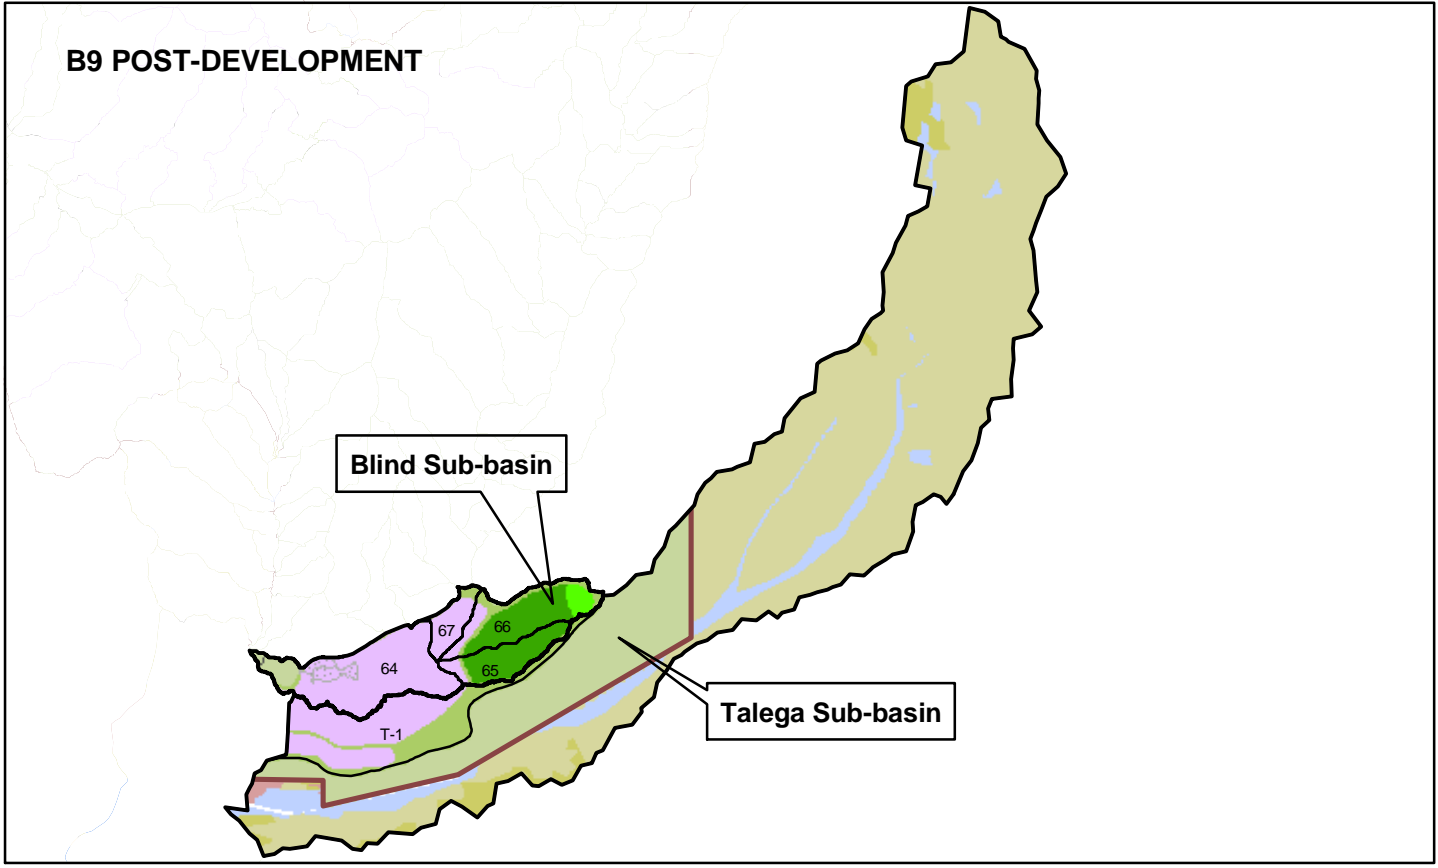 B9 POST-DEVELOPMENT
Blind Sub-basin
67
66
64
65
Talega Sub-basin
T-1